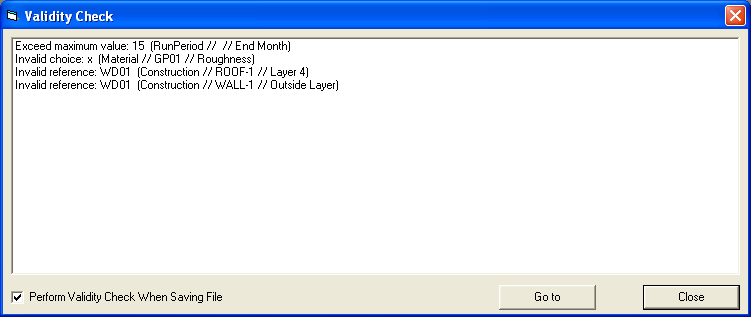 Validity Check
Exceed maximum value: 15  (RunPeriod //  // End Month)
Invalid choice: x  (Material // GP01 // Roughness)
Invalid reference: WD01  (Construction // ROOF-1 // Layer 4)
Invalid reference: WD01  (Construction // WALL-1 // Outside Layer)
Perform Validity Check When Saving File
Go to
Close